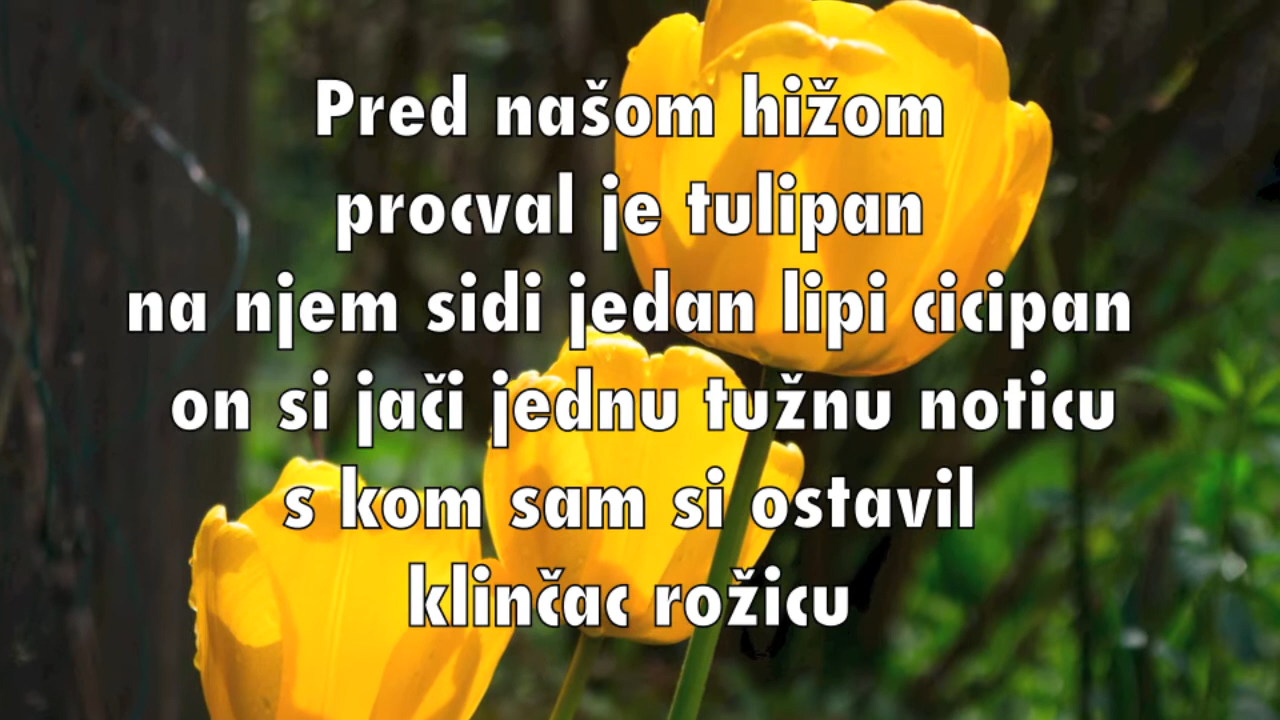 Pred našom hižom
procval je tulipan
na njem sidi jedan lipi cicipan
on si jači jednu tužnu noticu
s kom sam si ostavil
klinčac rožicu